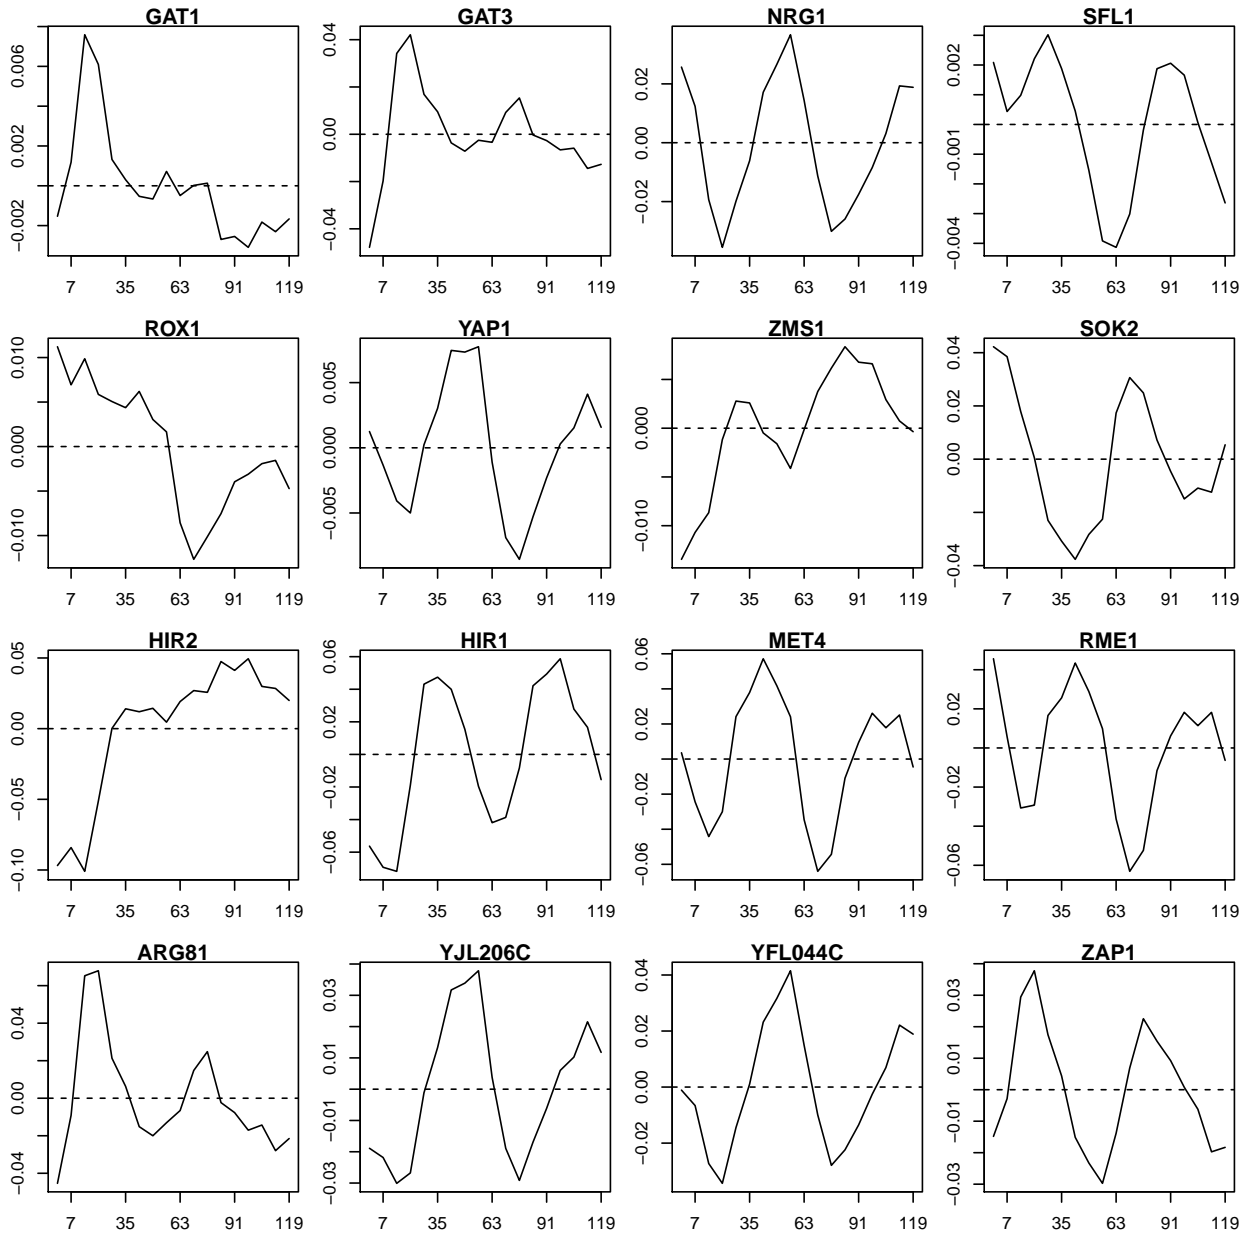 GAT1 GAT3 NRG1 SFL1
0.006 0.002 −0.002
0.04 0.00 −0.04
0.02 0.00 −0.02
0.002 −0.001 −0.004
7 35 63 91 119 7 35 63 91 119 7 35 63 91 119 7 35 63 91 119
ROX1 YAP1 ZMS1 SOK2
0.010 0.000 −0.010
0.005 0.000 −0.005
0.000 −0.010
0.04 0.02 0.00 −0.04
7 35 63 91 119 7 35 63 91 119 7 35 63 91 119 7 35 63 91 119
HIR2 HIR1 MET4 RME1
0.05 0.00 −0.05 −0.10
0.06 0.02 −0.02 −0.06
0.06 0.02 −0.02 −0.06
0.02 −0.02 −0.06
7 35 63 91 119 7 35 63 91 119 7 35 63 91 119 7 35 63 91 119
ARG81 YJL206C YFL044C ZAP1
0.04 0.00 −0.04
0.03 0.01 −0.01 −0.03
0.04 0.02 0.00 −0.02
0.03 0.01 −0.01 −0.03
7 35 63 91 119 7 35 63 91 119 7 35 63 91 119 7 35 63 91 119